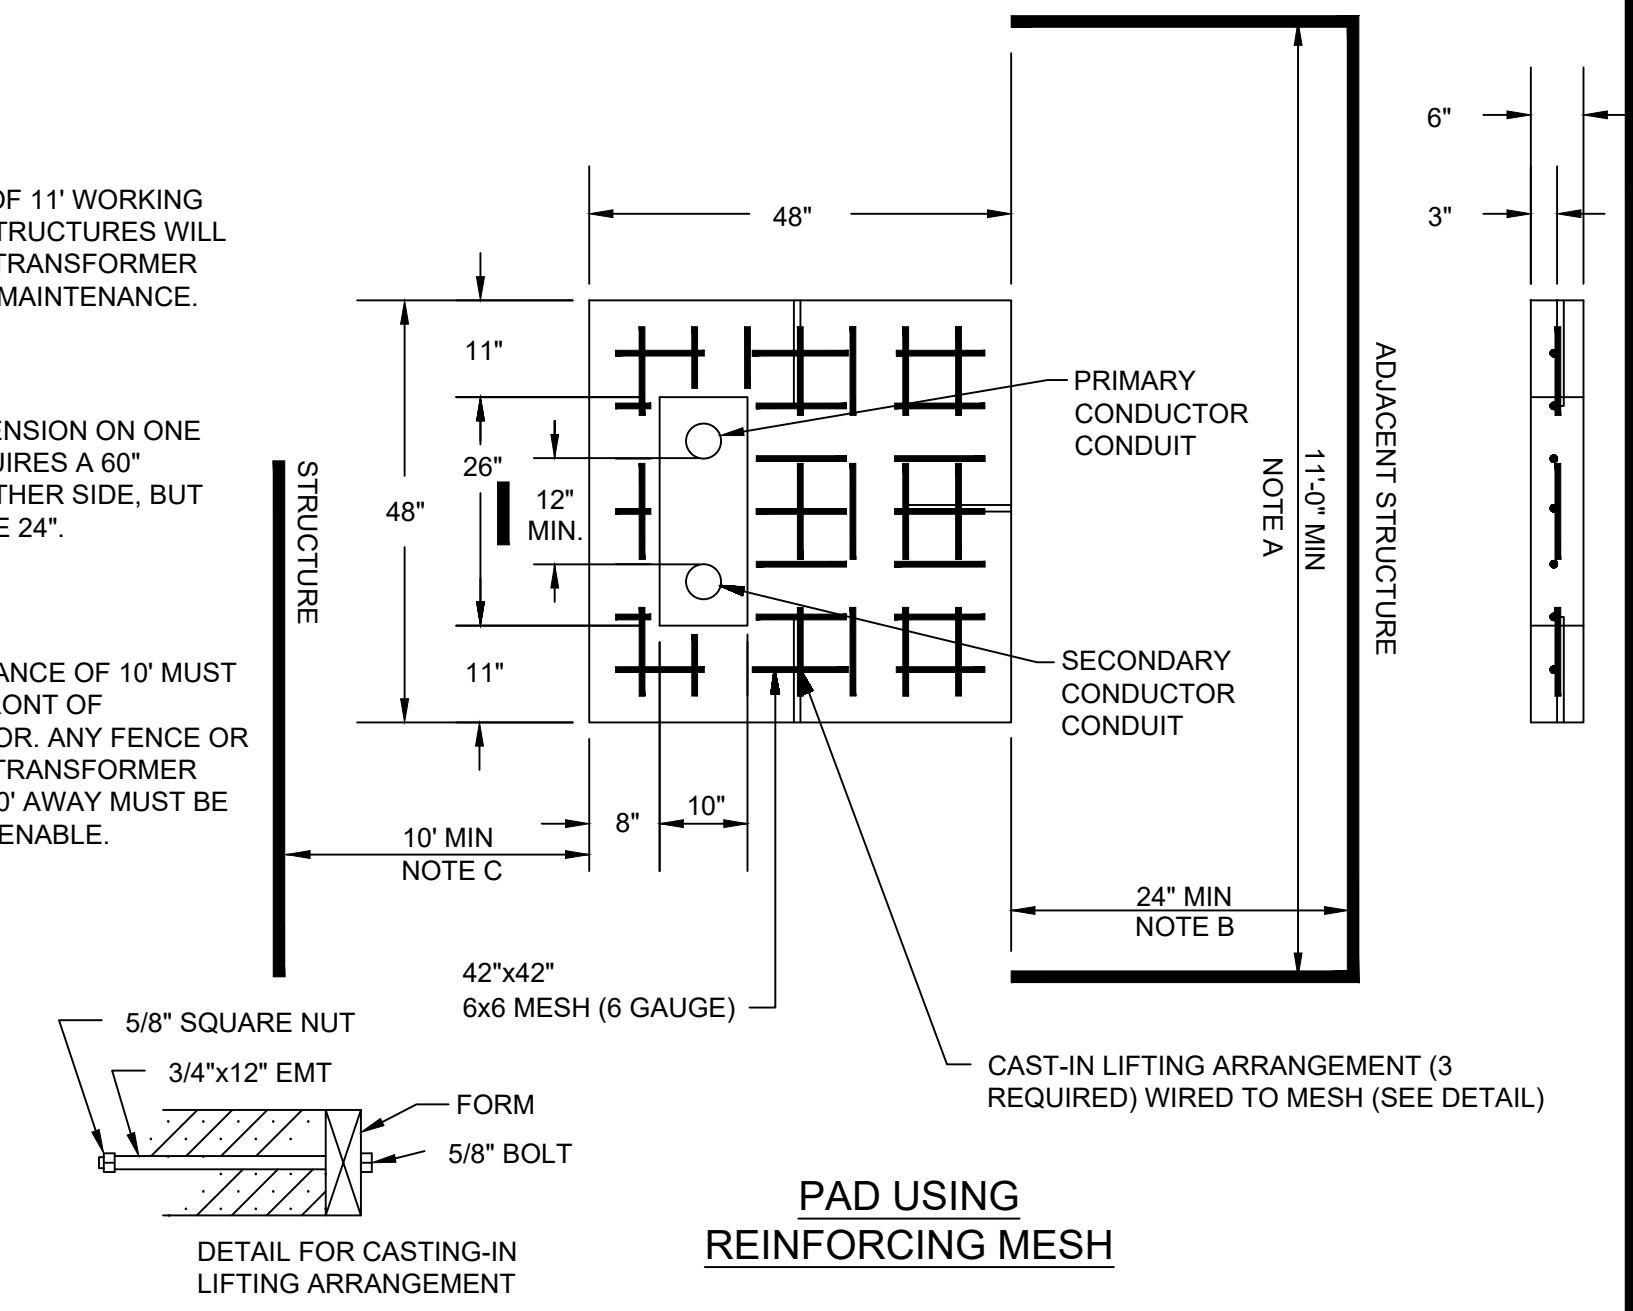 OF 11' WORKING
STRUCTURES WILL
TRANSFORMER
MAINTENANCE.
ENSION ON ONE
UIRES A 60"
THER SIDE, BUT
E 24".
ANCE OF 10' MUST
RONT OF
OR. ANY FENCE OR
TRANSFORMER
0' AWAY MUST BE
ENABLE.
STRUCTURE
48"
11"
26"
11"
12"
MIN.
48"
PRIMARY
CONDUCTOR
CONDUIT
SECONDARY
CONDUCTOR
CONDUIT
11'-0" MIN
NOTE A
ADJACENT STRUCTURE
6"
3"
8"
10"
10' MIN
NOTE C
24" MIN
NOTE B
42"x42"
6x6 MESH (6 GAUGE)
CAST-IN LIFTING ARRANGEMENT (3
REQUIRED) WIRED TO MESH (SEE DETAIL)
5/8" SQUARE NUT
3/4"x12" EMT
FORM
5/8" BOLT
DETAIL FOR CASTING-IN
LIFTING ARRANGEMENT
PAD USING
REINFORCING MESH